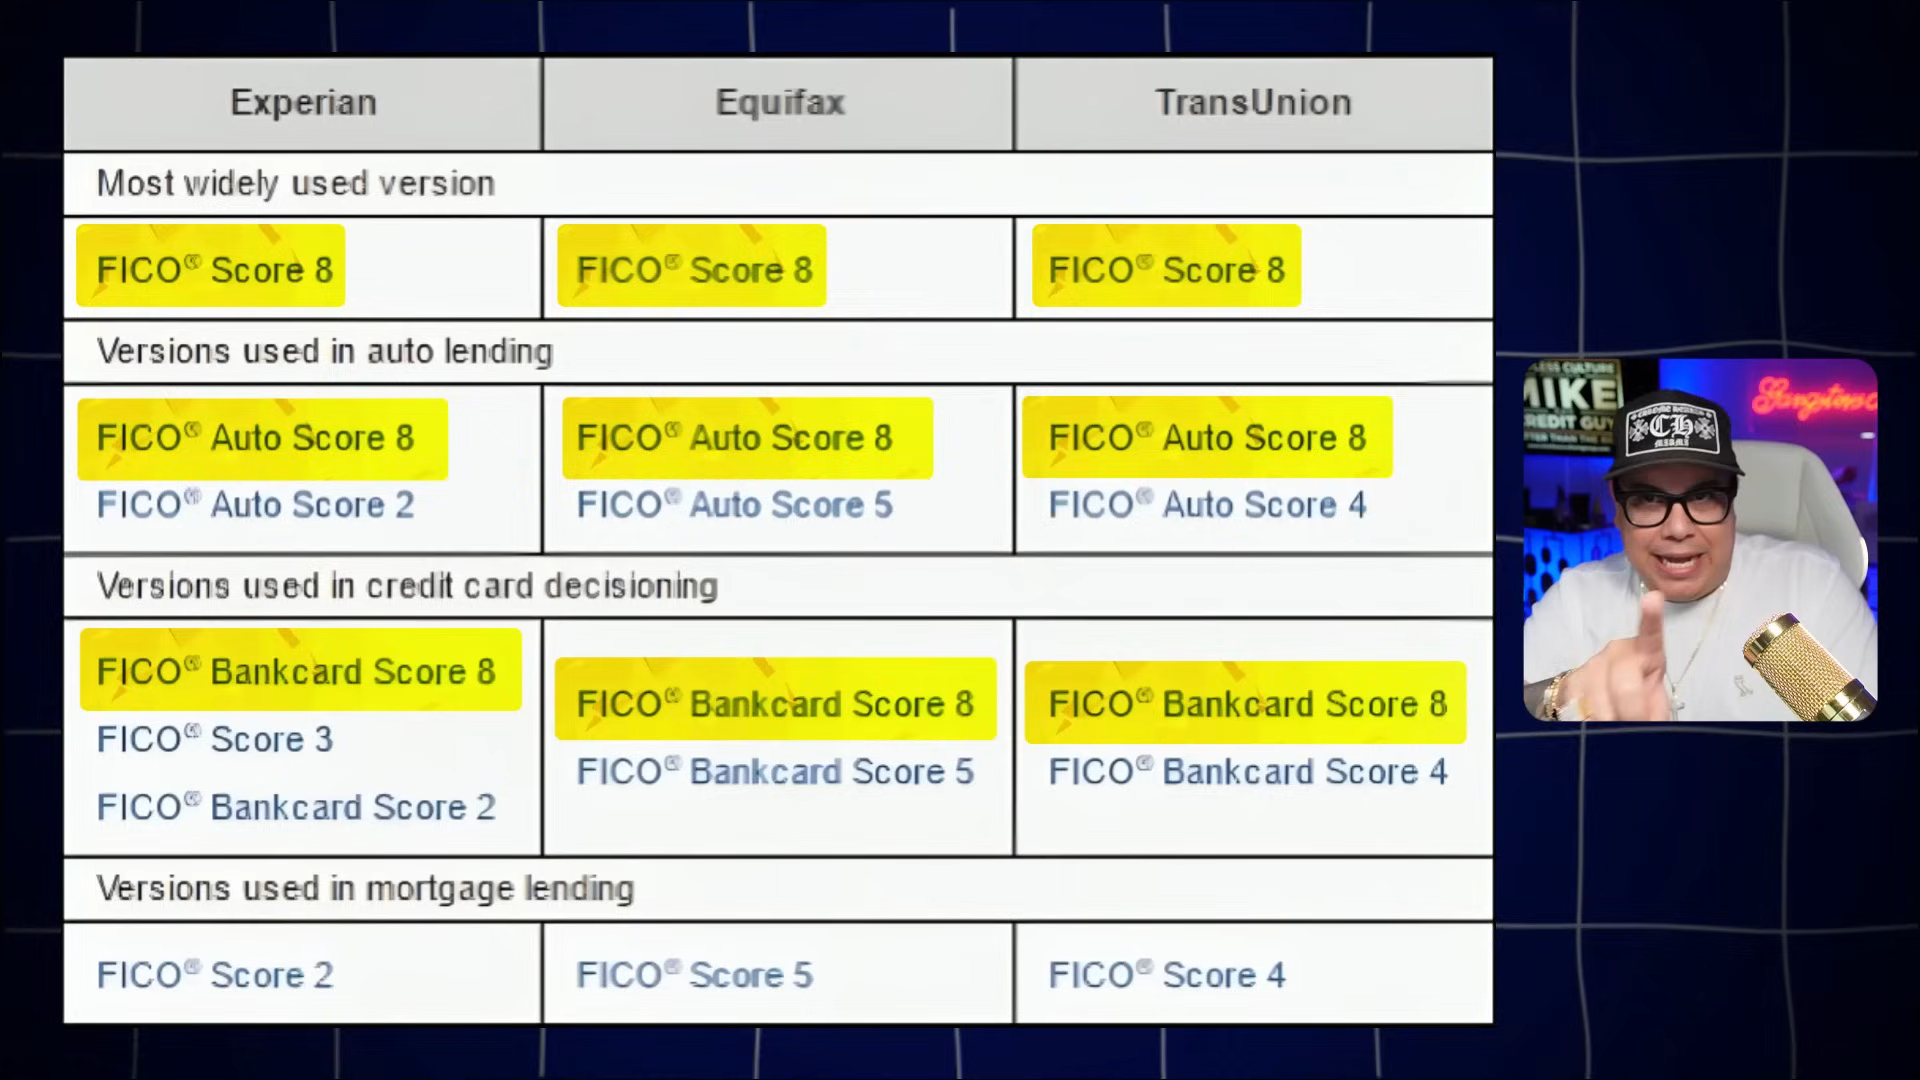 Experian Equifax TransUnion
Most widely used version
FICO® Score 8 FICO® Score 8 FICO® Score 8
Versions used in auto lending
FICO® Auto Score 8 FICO® Auto Score 8 FICO® Auto Score 8
FICO® Auto Score 2 FICO® Auto Score 5 FICO® Auto Score 4
Versions used in credit card decisioning
FICO® Bankcard Score 8 FICO® Bankcard Score 8 FICO® Bankcard Score 8
FICO® Score 3
FICO® Bankcard Score 2 FICO® Bankcard Score 5 FICO® Bankcard Score 4
Versions used in mortgage lending
FICO® Score 2 FICO® Score 5 FICO® Score 4
CULTURE
MIKE
CREDIT GUY
CH
MIAMI